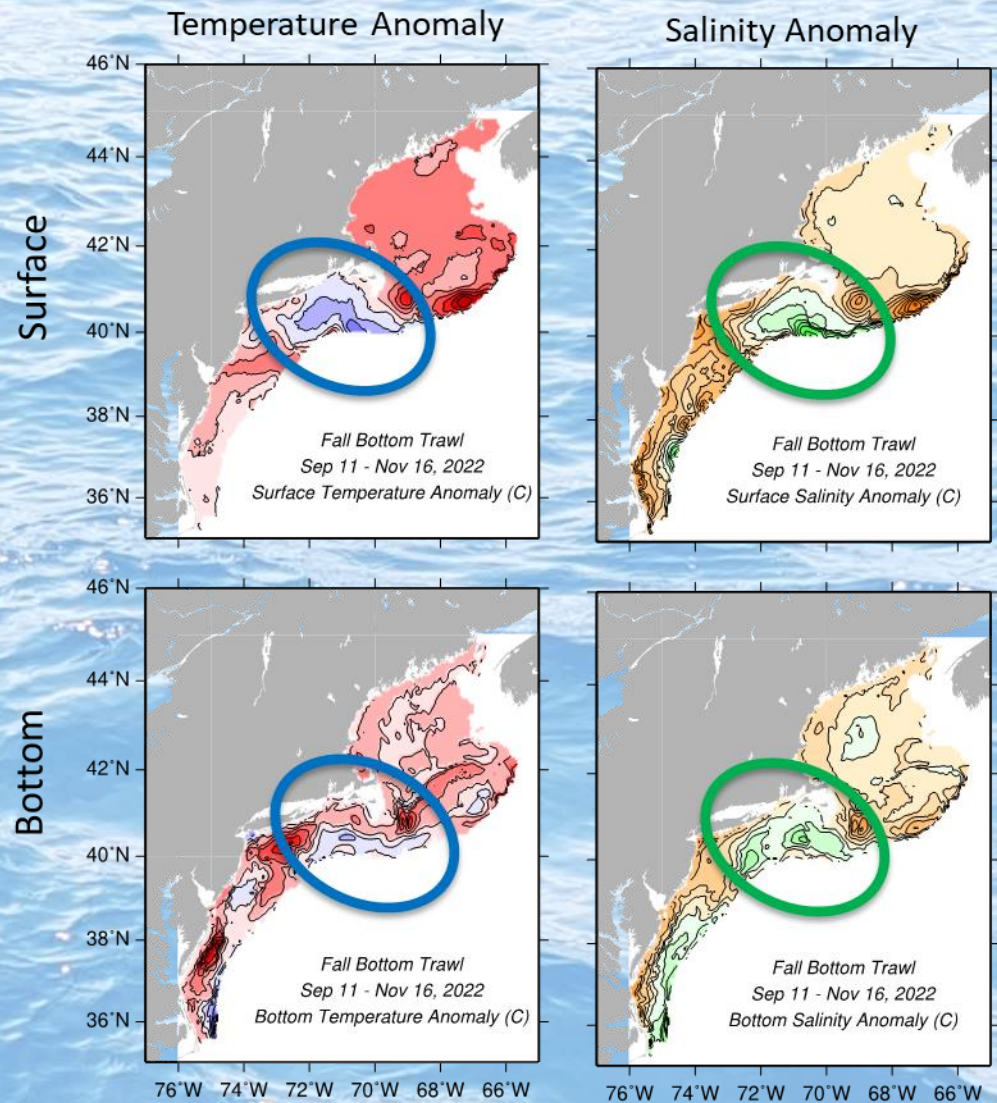 Temperature Anomaly
Salinity Anomaly
Surface
46°N
44°N
42°N
40°N
38°N
36°N
Fall Bottom Trawl
Sep 11 - Nov 16, 2022
Surface Temperature Anomaly (C)
Fall Bottom Trawl
Sep 11 - Nov 16, 2022
Surface Salinity Anomaly (C)
Bottom
46°N
44°N
42°N
40°N
38°N
36°N
Fall Bottom Trawl
Sep 11 - Nov 16, 2022
Bottom Temperature Anomaly (C)
Fall Bottom Trawl
Sep 11 - Nov 16, 2022
Bottom Salinity Anomaly (C)
76°W 74°W 72°W 70°W 68°W 66°W
76°W 74°W 72°W 70°W 68°W 66°W